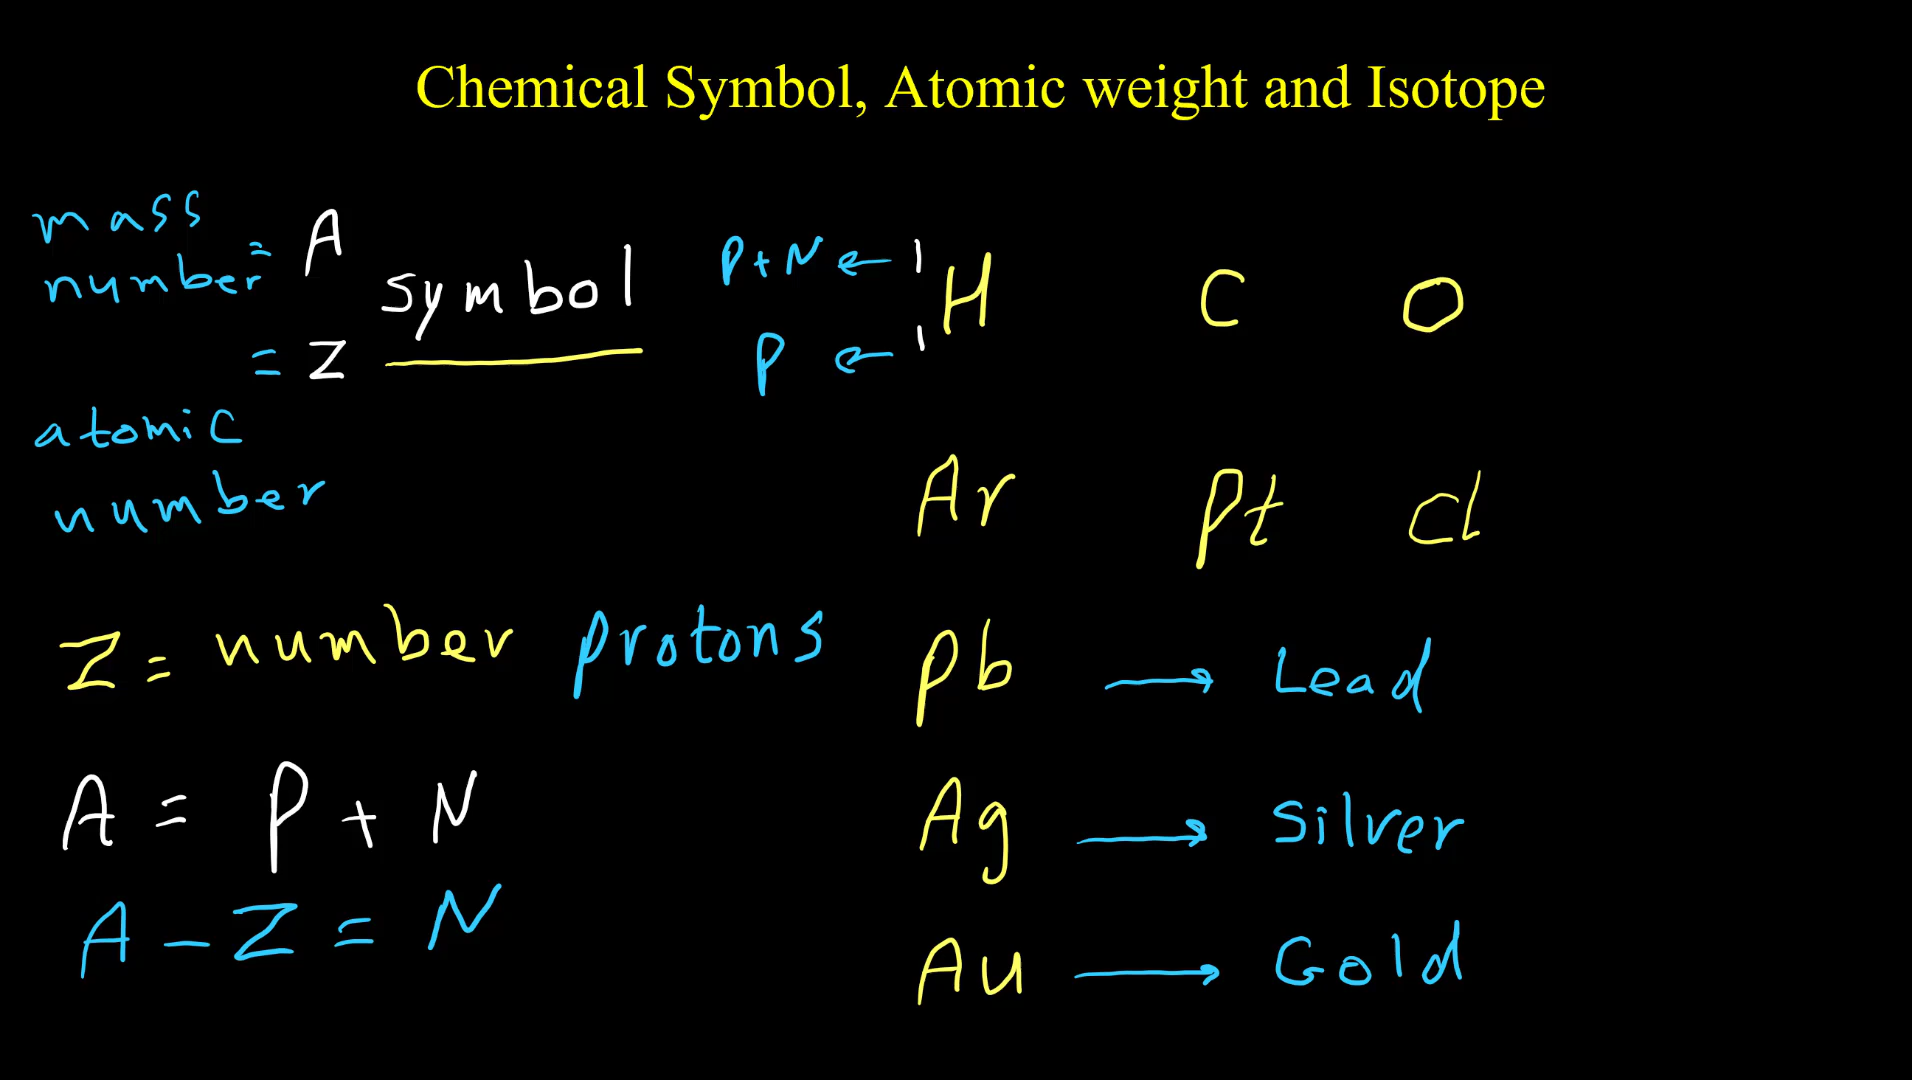 Chemical Symbol, Atomic weight and Isotope
mass
number = A
symbol
= Z
atomic
number
P+N ← 1
H
P ← 1
C
O
Ar
Pt
Cl
Z = number protons
Pb → Lead
A = P + N
Ag → Silver
A - Z = N
Au → Gold